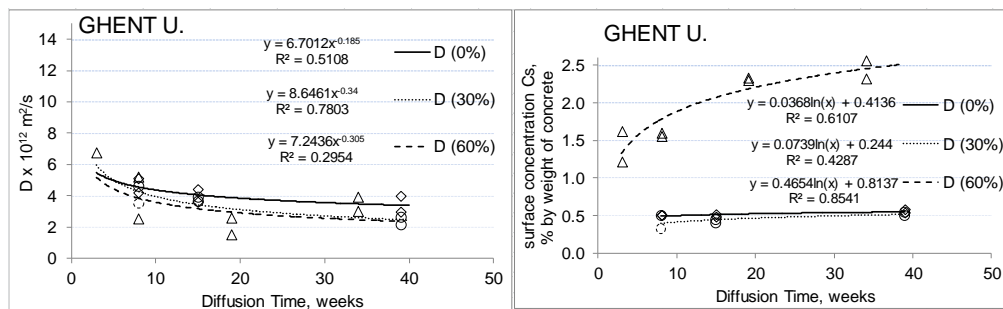 GHENT U.
14
12
10
8
6
4
2
0
D x 10¹² m²/s
y = 6.7012x^-0.185
R² = 0.5108
D (0%)
y = 8.6461x^-0.34
R² = 0.7803
D (30%)
y = 7.2436x^-0.305
R² = 0.2954
D (60%)
0 10 20 30 40 50
Diffusion Time, weeks
GHENT U.
2.5
2.0
1.5
1.0
0.5
0.0
surface concentration Cs,
% by weight of concrete
y = 0.0368ln(x) + 0.4136
R² = 0.6107
D (0%)
y = 0.0739ln(x) + 0.244
R² = 0.4287
D (30%)
y = 0.4654ln(x) + 0.8137
R² = 0.8541
D (60%)
0 10 20 30 40 50
Diffusion Time, weeks